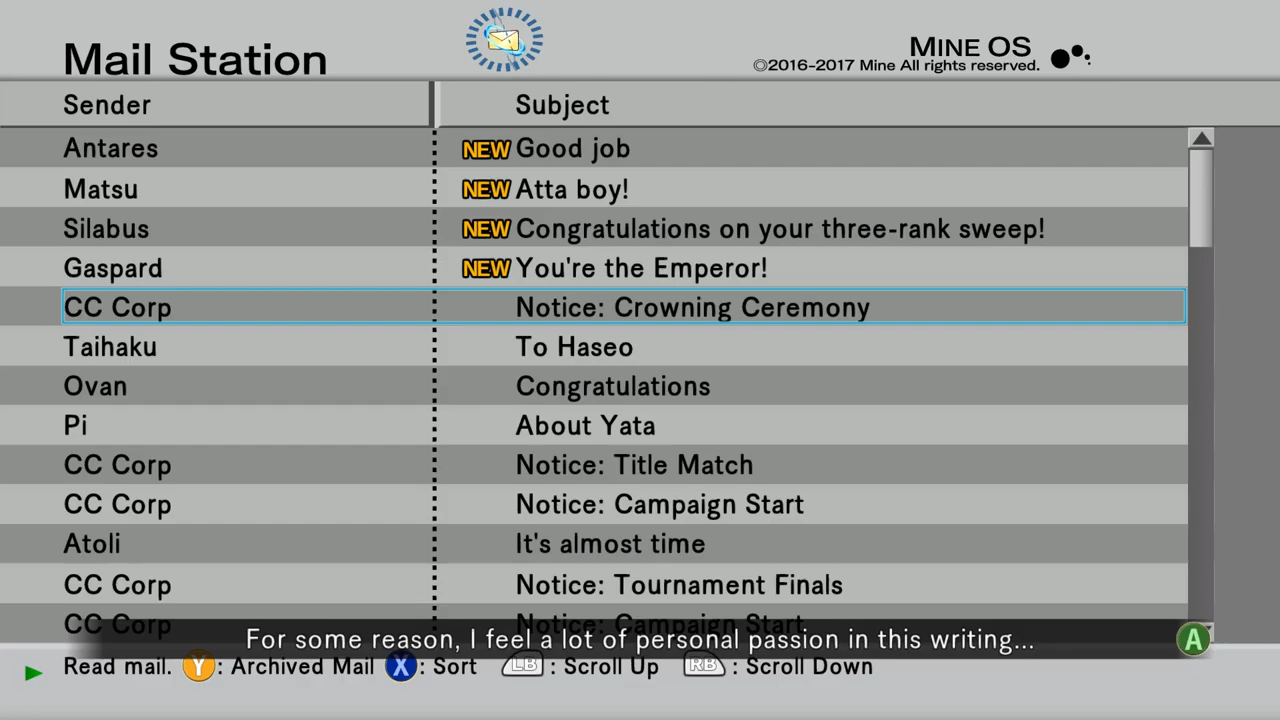 Mail Station
MINE OS
©2016-2017 Mine All rights reserved.
Sender Subject
Antares NEW Good job
Matsu NEW Atta boy!
Silabus NEW Congratulations on your three-rank sweep!
Gaspard NEW You're the Emperor!
CC Corp Notice: Crowning Ceremony
Taihaku To Haseo
Ovan Congratulations
Pi About Yata
CC Corp Notice: Title Match
CC Corp Notice: Campaign Start
Atoli It's almost time
CC Corp Notice: Tournament Finals
CC Corp Notice: Campaign Start
For some reason, I feel a lot of personal passion in this writing... A
Read mail. Y : Archived Mail X : Sort LB : Scroll Up RB : Scroll Down